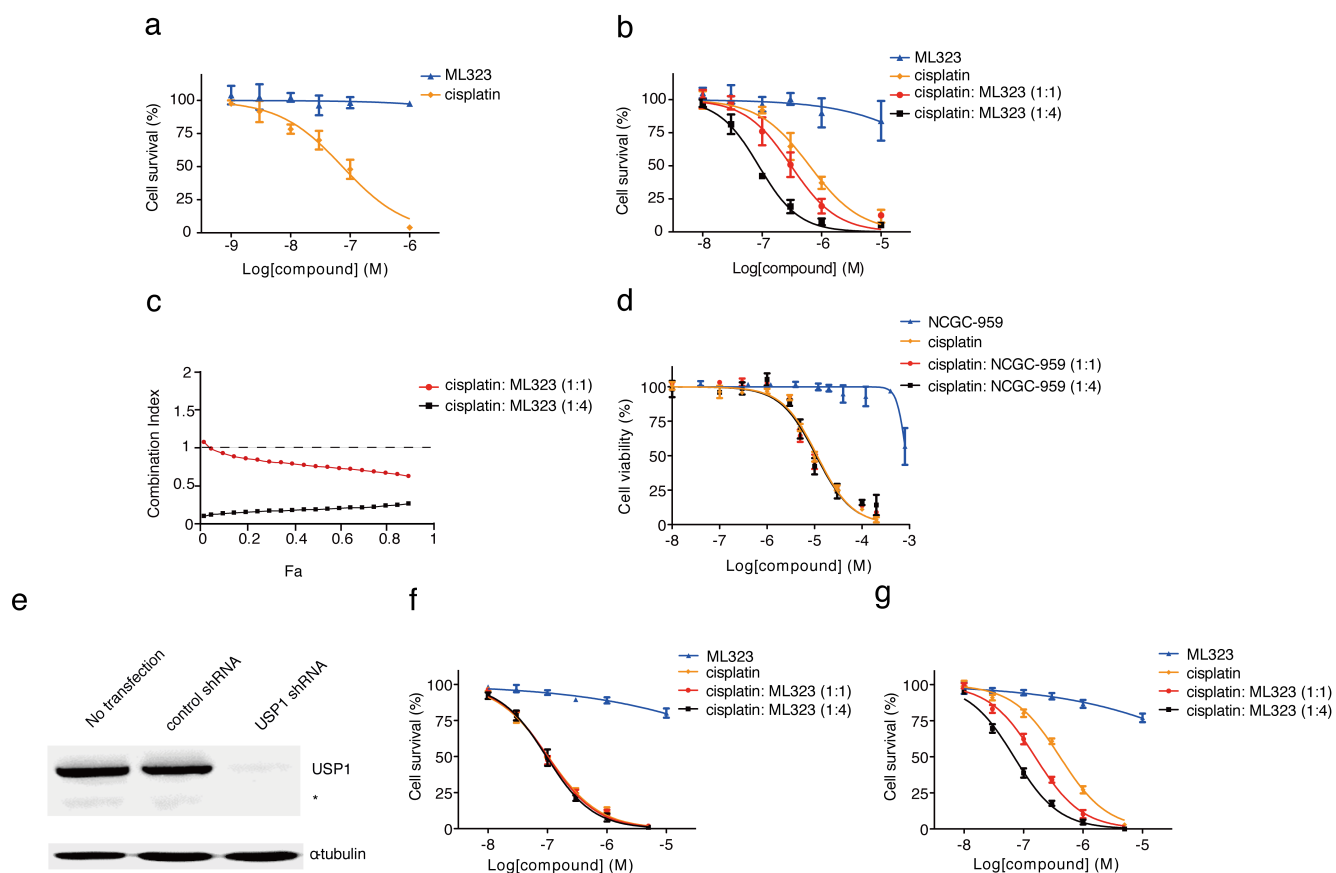 a
ML323
cisplatin
100
75
50
25
0
Cell survival (%)
-9 -8 -7 -6
Log[compound] (M)
b
ML323
cisplatin
cisplatin: ML323 (1:1)
cisplatin: ML323 (1:4)
100
75
50
25
0
Cell survival (%)
-8 -7 -6 -5
Log[compound] (M)
c
cisplatin: ML323 (1:1)
cisplatin: ML323 (1:4)
2
1.5
1
0.5
0
Combination Index
0 0.2 0.4 0.6 0.8 1
Fa
d
NCGC-959
cisplatin
cisplatin: NCGC-959 (1:1)
cisplatin: NCGC-959 (1:4)
100
75
50
25
0
Cell viability (%)
-8 -7 -6 -5 -4 -3
Log[compound] (M)
e
No transfection
control shRNA
USP1 shRNA
USP1
*
α-tubulin
f
ML323
cisplatin
cisplatin: ML323 (1:1)
cisplatin: ML323 (1:4)
100
75
50
25
0
Cell survival (%)
-8 -7 -6 -5
Log[compound] (M)
g
ML323
cisplatin
cisplatin: ML323 (1:1)
cisplatin: ML323 (1:4)
100
75
50
25
0
Cell survival (%)
-8 -7 -6 -5
Log[compound] (M)